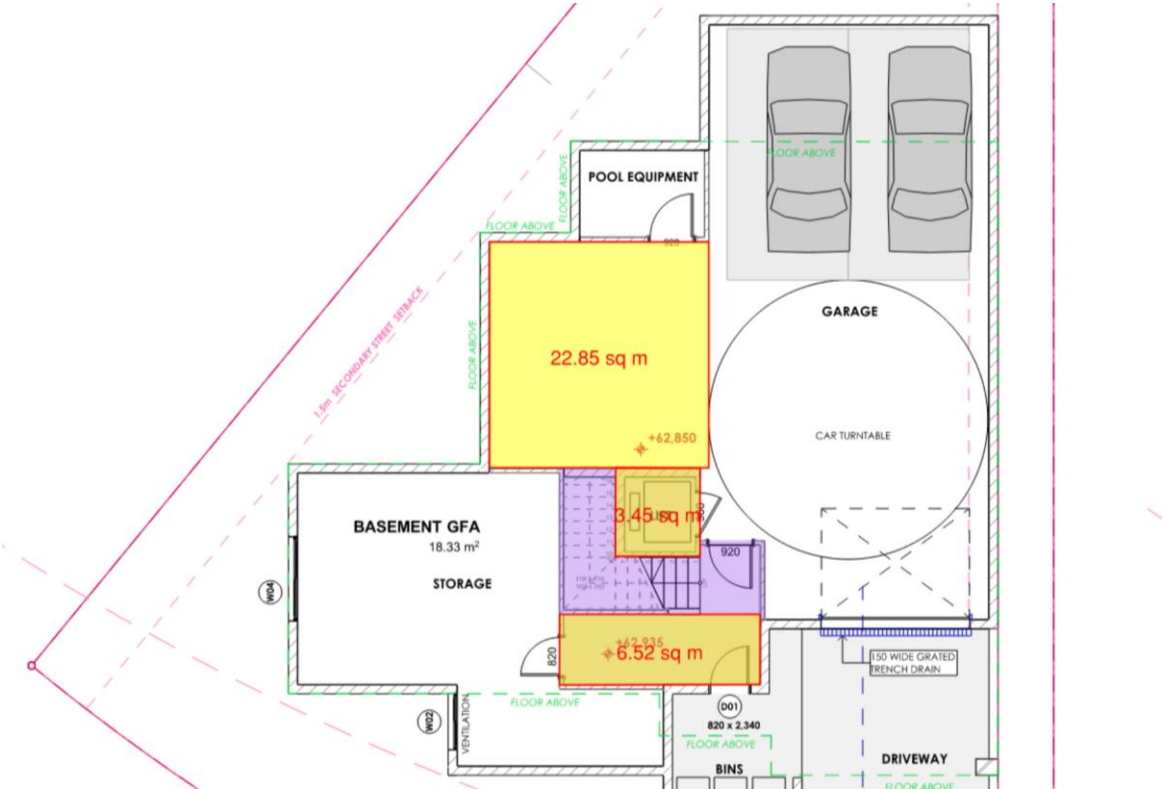 FLOOR ABOVE
FLOOR ABOVE
POOL EQUIPMENT
FLOOR ABOVE
920
FLOOR ABOVE
1.5m SECONDARY STREET SETBACK
GARAGE
22.85 sq m
+62,850
CAR TURNTABLE
BASEMENT GFA
18.33 m²
3.45 sq m
920
STORAGE
W04
+62,935
6.52 sq m
820
150 WIDE GRATED
TRENCH DRAIN
FLOOR ABOVE
D01
820 x 2,340
W02
VENTILATION
FLOOR ABOVE
BINS
DRIVEWAY
FLOOR ABOVE